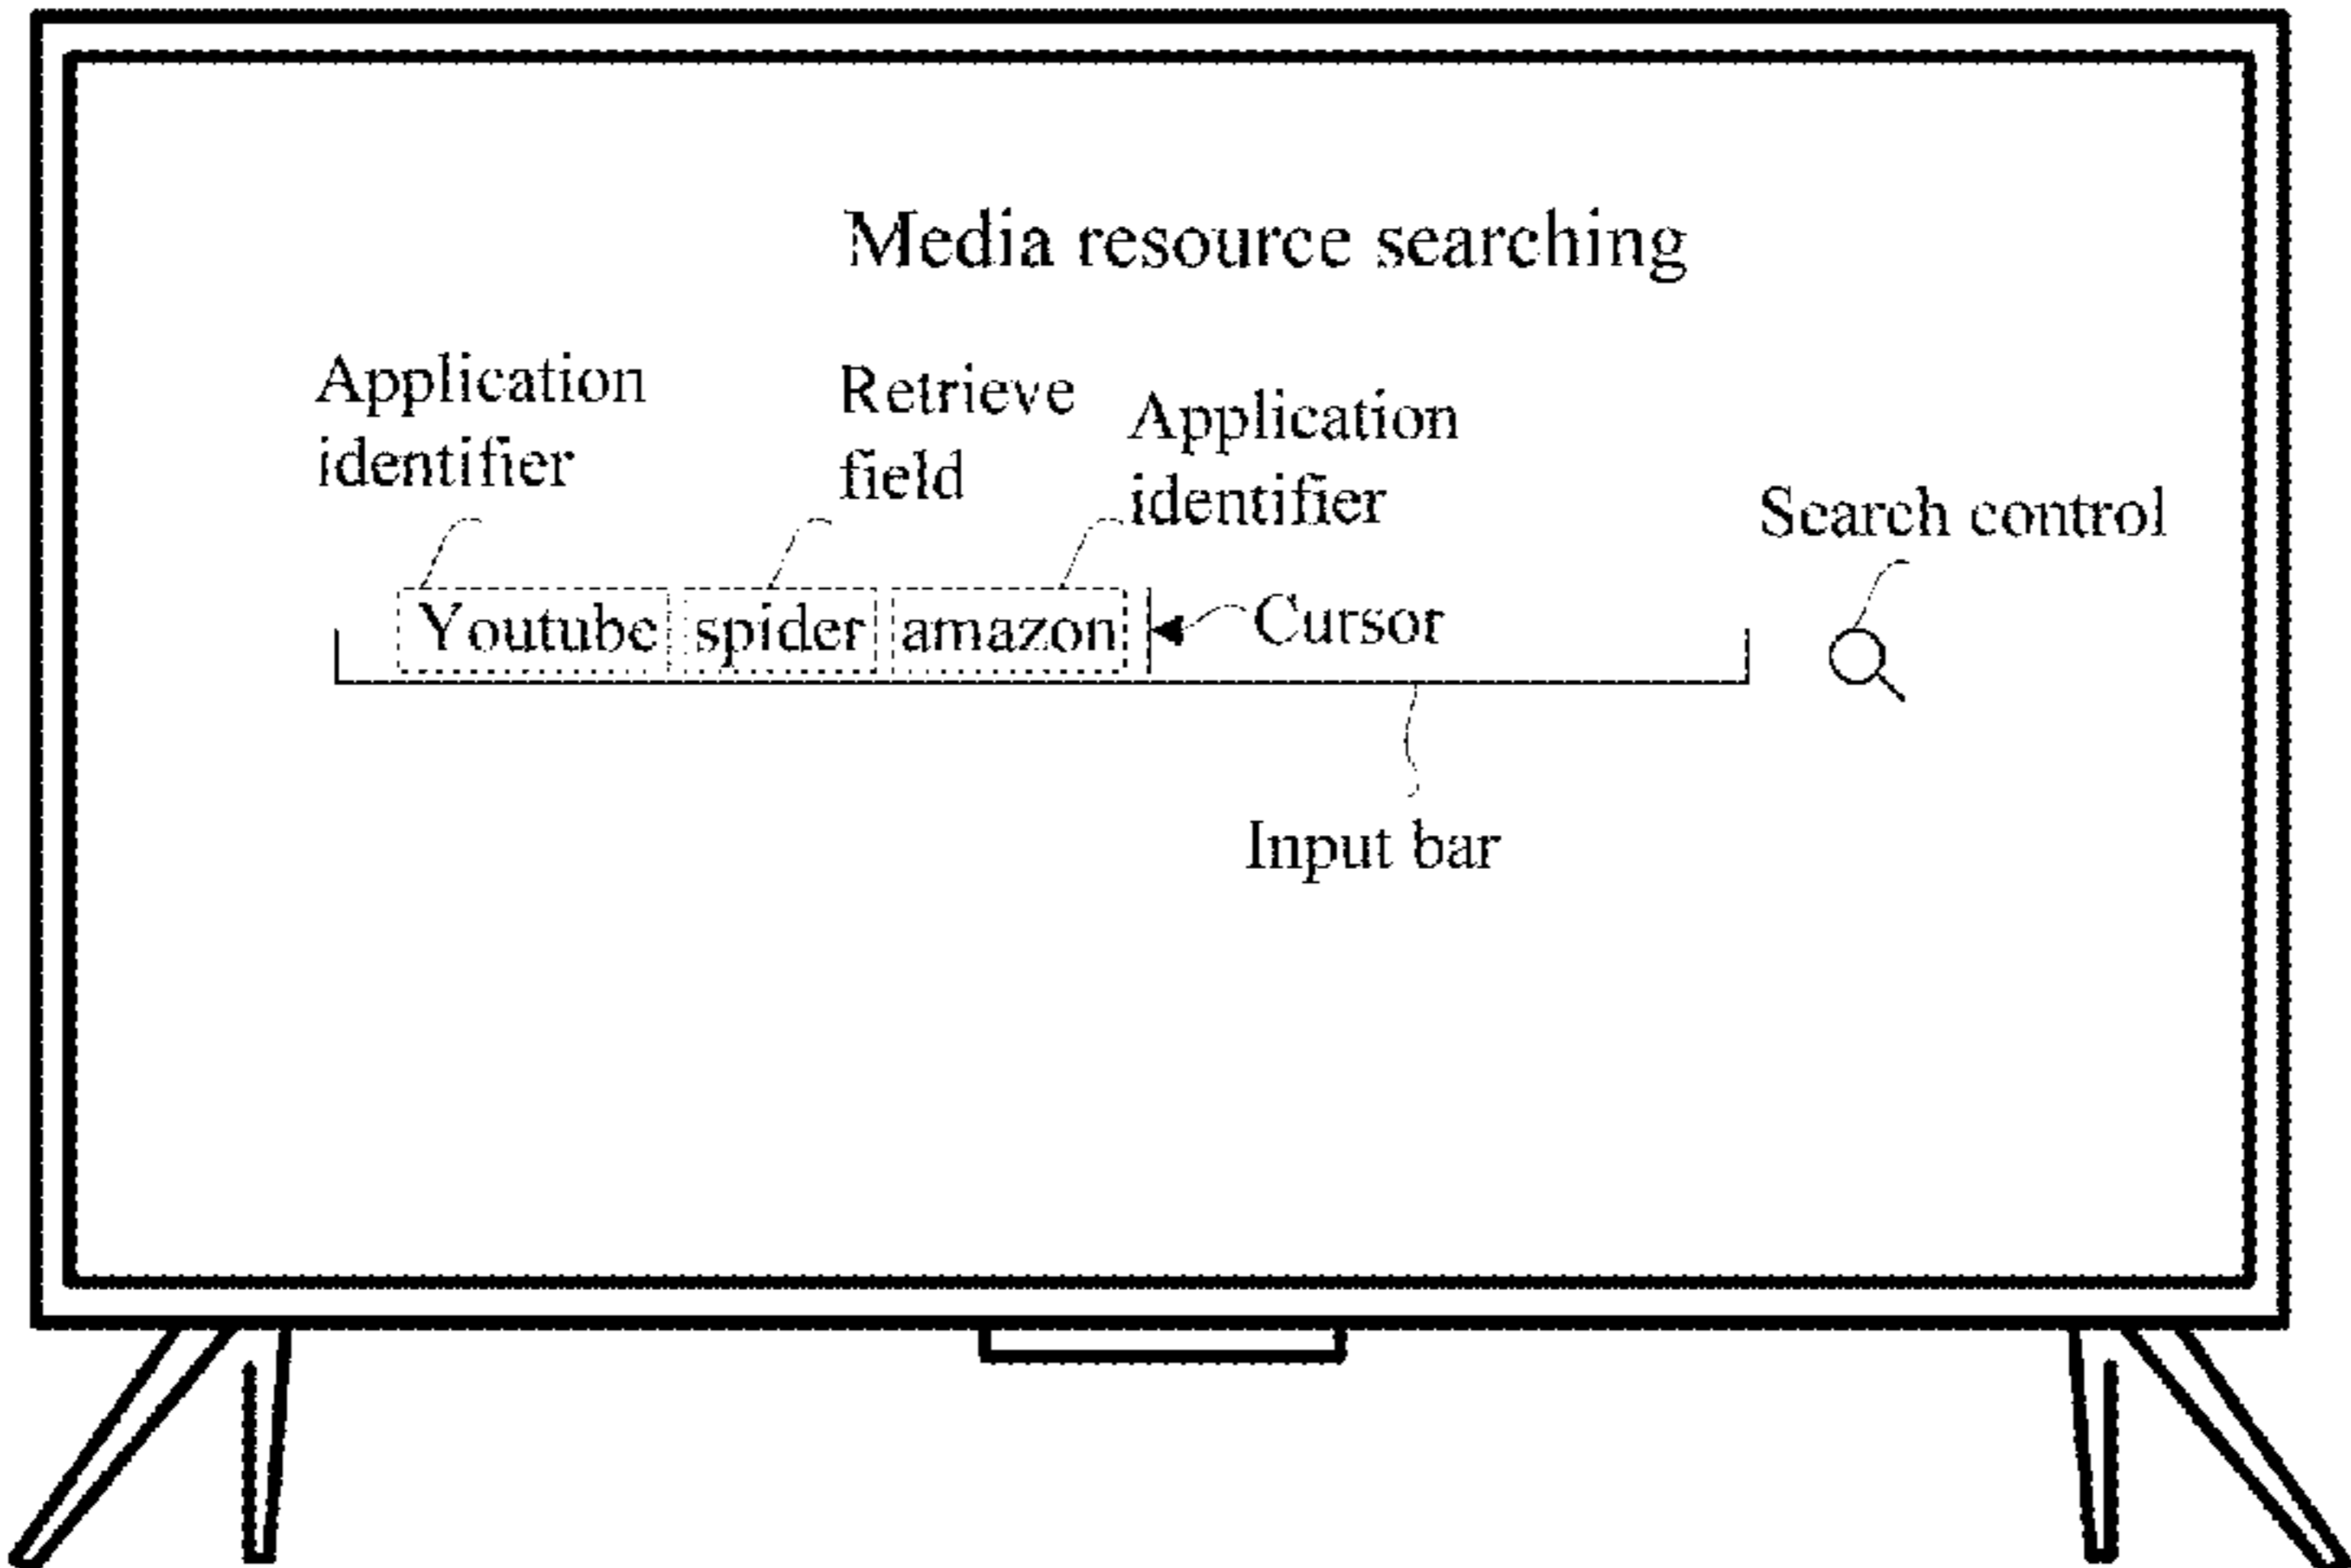 Media resource searching
Application
identifier
Retrieve
field
Application
identifier
Search control
Youtube spider amazon
Cursor
Input bar